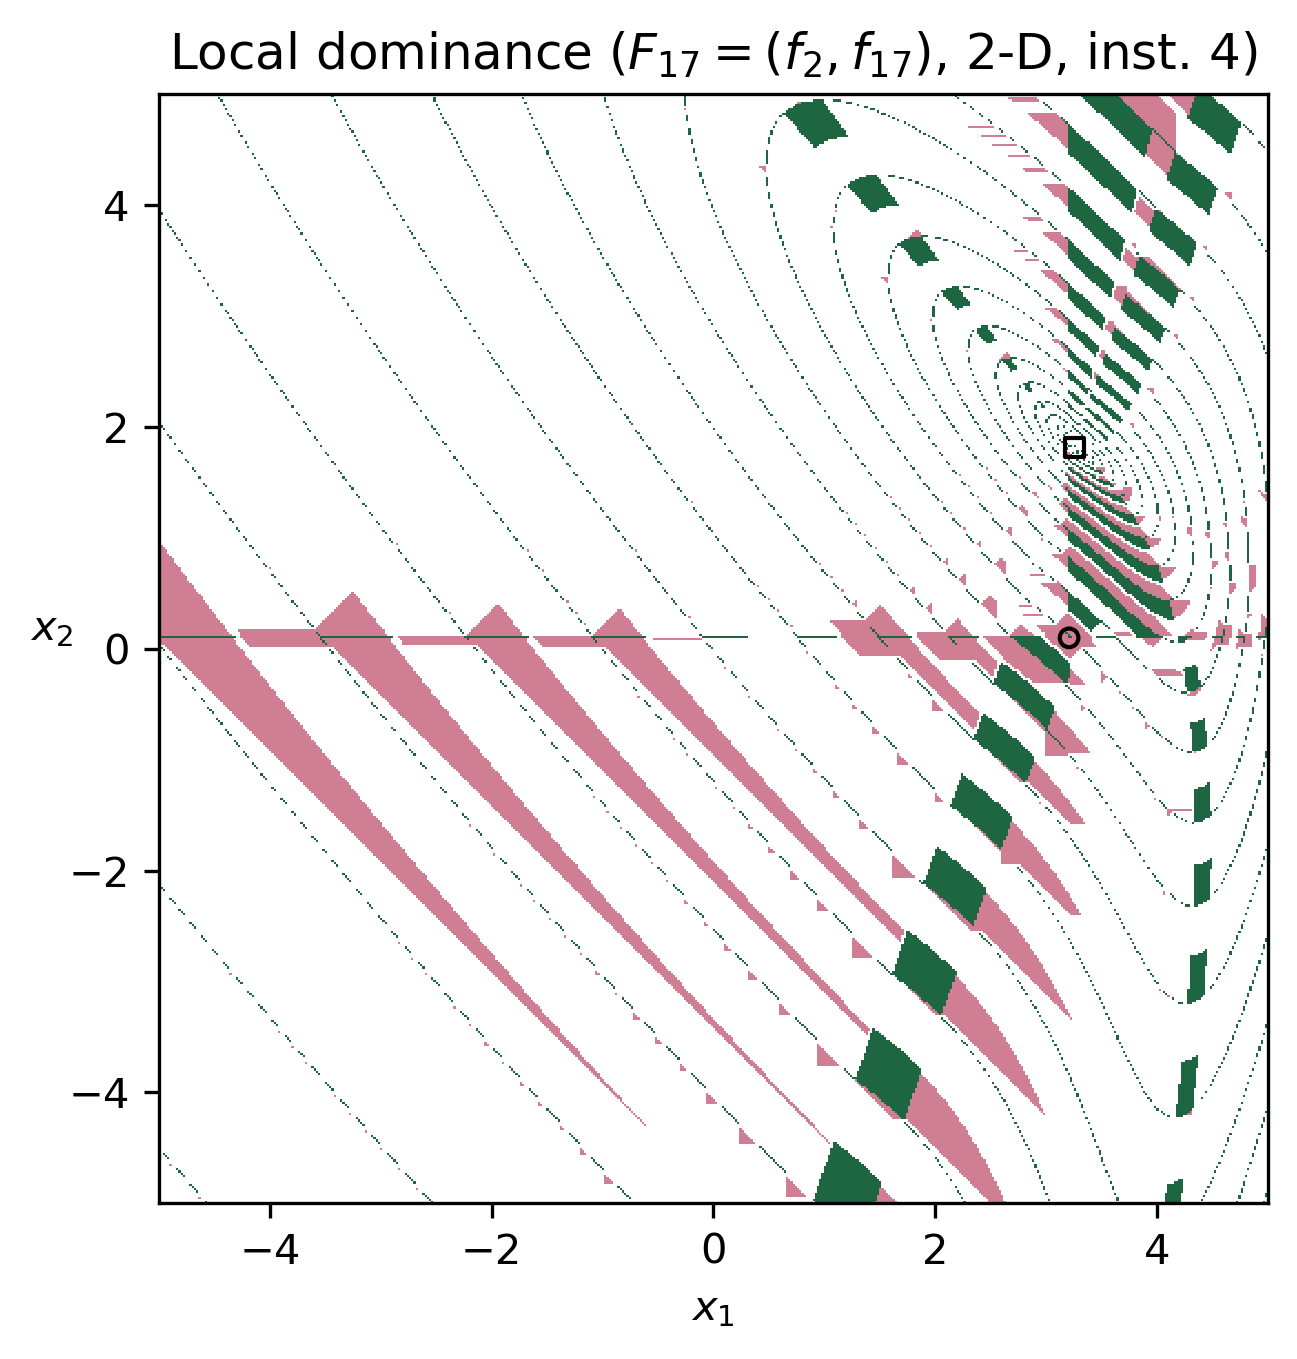 Local dominance (F₁₇ = (f₂, f₁₇), 2-D, inst. 4)
4
2
x₂
0
−2
−4
−4 −2 0 2 4
x₁